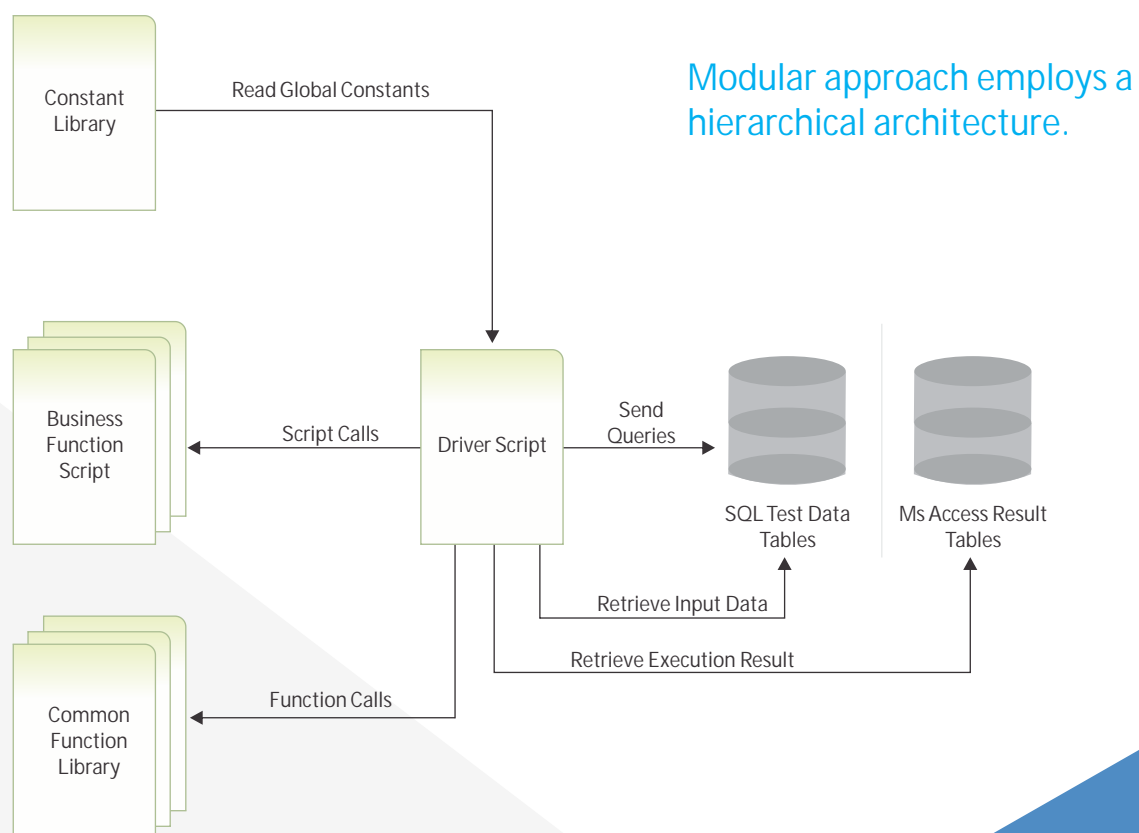 Modular approach employs a
hierarchical architecture.
Constant
Library
Read Global Constants
Business
Function
Script
Script Calls
Driver Script
Send
Queries
SQL Test Data
Tables
Ms Access Result
Tables
Retrieve Input Data
Retrieve Execution Result
Function Calls
Common
Function
Library